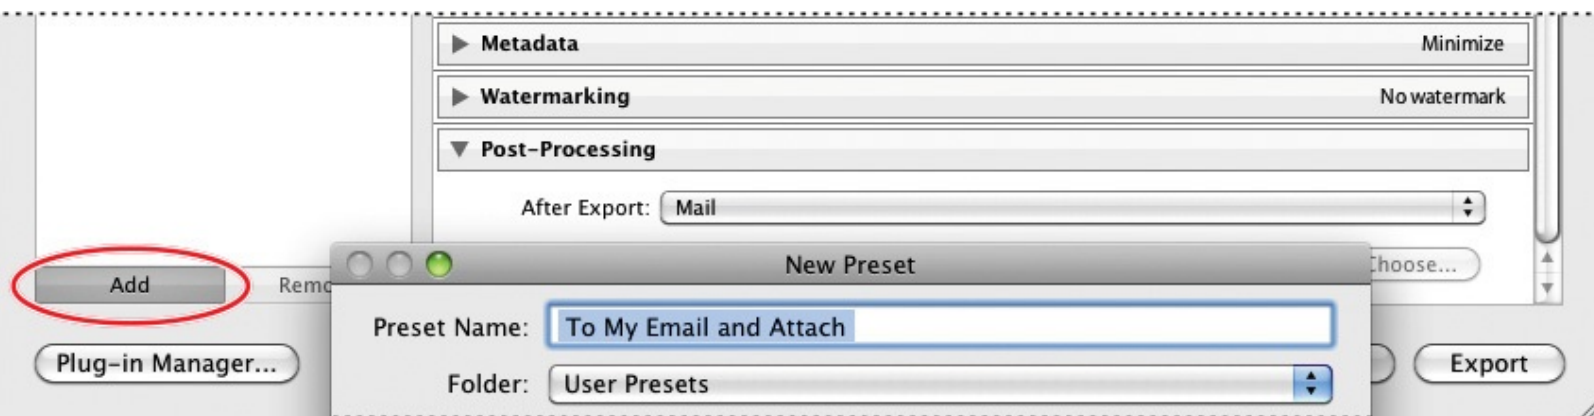 Metadata Minimize
Watermarking No watermark
Post-Processing
After Export: Mail
New Preset
Add
Preset Name: To My Email and Attach
Plug-in Manager...
Export
Folder: User Presets